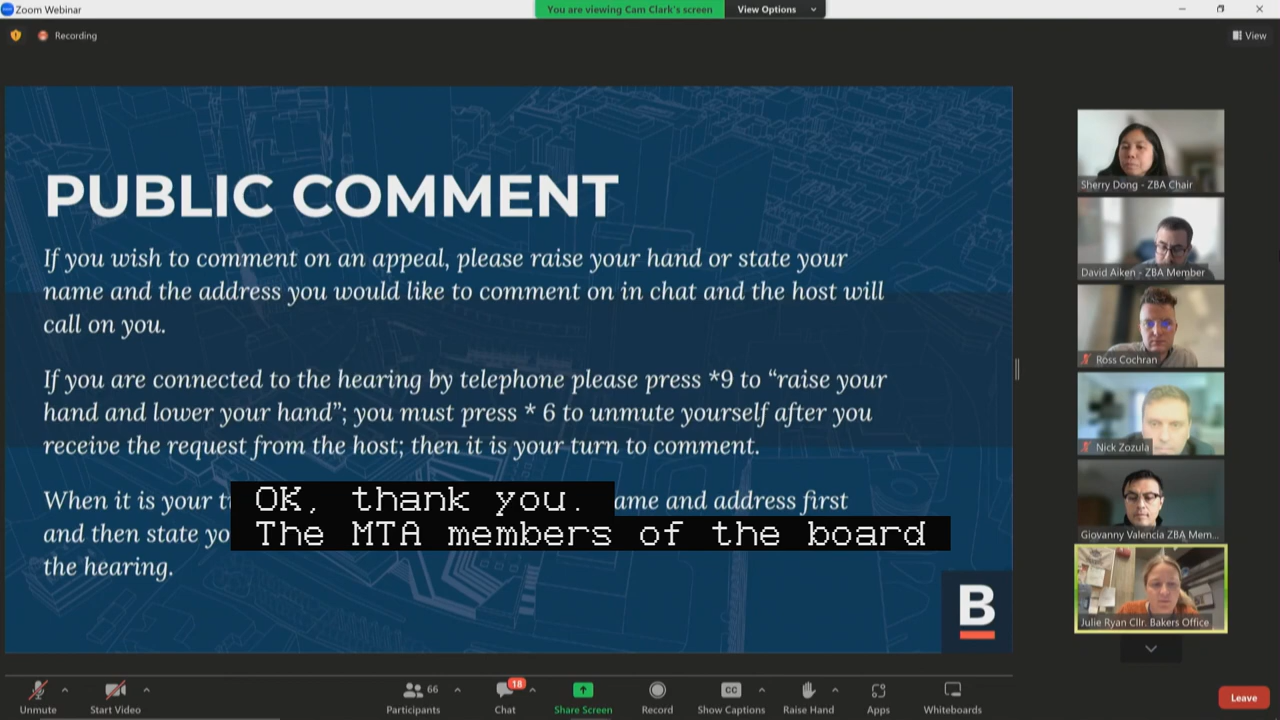 Zoom Webinar
You are viewing Cam Clark's screen
View Options
Recording
View
PUBLIC COMMENT
If you wish to comment on an appeal, please raise your hand or state your
name and the address you would like to comment on in chat and the host will
call on you.
If you are connected to the hearing by telephone please press *9 to “raise your
hand and lower your hand”; you must press * 6 to unmute yourself after you
receive the request from the host; then it is your turn to comment.
When it is your t
ame and address first
and then state yo
the hearing.
OK, thank you.
The MTA members of the board
B
Sherry Dong - ZBA Chair
David Aiken - ZBA Member
Ross Cochran
Nick Zozula
Giovanny Valencia ZBA Mem...
Julie Ryan Cllr. Bakers Office
Unmute
Start Video
66
Participants
18
Chat
Share Screen
Record
CC
Show Captions
Raise Hand
Apps
Whiteboards
Leave